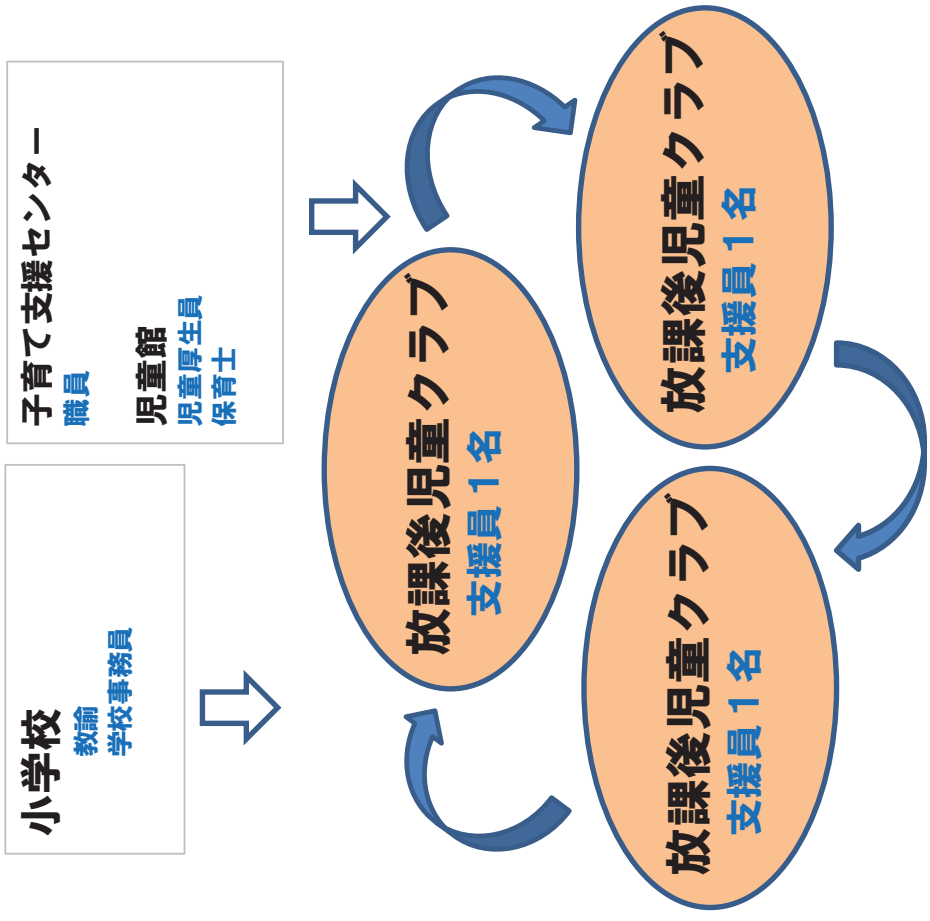 小学校
教諭
学校事務員
子育て支援センター
職員
児童館
児童厚生員
保育士
放課後児童クラブ
支援員１名
放課後児童クラブ
支援員１名
放課後児童クラブ
支援員１名